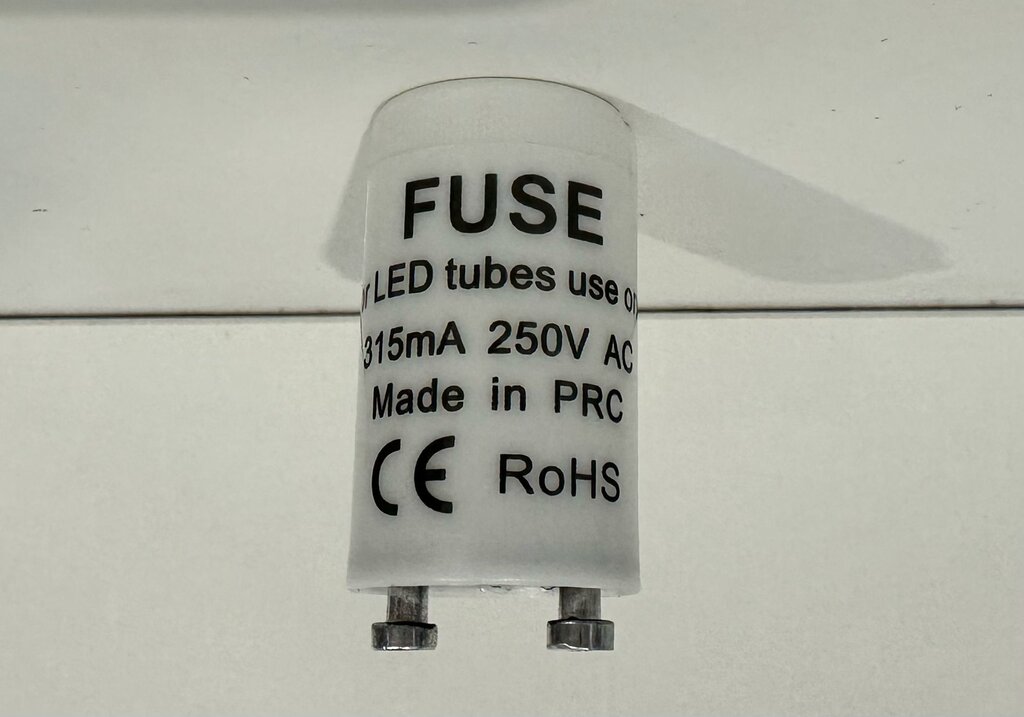 FUSE
LED tubes use
315mA 250V AC
Made in PRC
CE RoHS